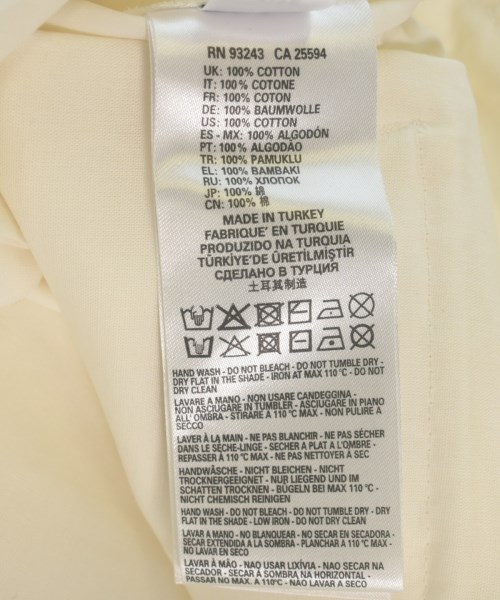 RN 93243 CA 25594
UK: 100% COTTON
IT: 100% COTONE
FR: 100% COTON
DE: 100% BAUMWOLLE
US: 100% COTTON
ES - MX: 100% ALGODÓN
PT: 100% ALGODÃO
TR: 100% PAMUKLU
EL: 100% BAMBAKI
RU: 100% ХЛОПОК
JP: 100% 綿
CN: 100% 棉
MADE IN TURKEY
FABRIQUE' EN TURQUIE
PRODUZIDO NA TURQUIA
TÜRKİYE'DE ÜRETİLMİŞTİR
СДЕЛАНО В ТУРЦИЯ
土耳其制造
HAND WASH - DO NOT BLEACH - DO NOT TUMBLE DRY -
DRY FLAT IN THE SHADE - IRON AT MAX 110 °C - DO NOT
DRY CLEAN
LAVARE A MANO - NON USARE CANDEGGINA -
NON ASCIUGARE IN TUMBLER - ASCIUGARE IN PIANO
ALL' OMBRA - STIRARE A 110 °C MAX - NON PULIRE A
SECCO
LAVER À LA MAIN - NE PAS BLANCHIR - NE PAS SÉCHER
DANS LE SÈCHE-LINGE - SECHER A PLAT A L'OMBRE -
REPASSER À 110 °C MAX - NE PAS NETTOYER À SEC
HANDWÄSCHE - NICHT BLEICHEN - NICHT
TROCKNERGEEIGNET - NUR LIEGEND UND IM
SCHATTEN TROCKNEN - BÜGELN BEI MAX 110 °C -
NICHT CHEMISCH REINIGEN
HAND WASH - DO NOT BLEACH - DO NOT TUMBLE DRY - DRY
FLAT IN THE SHADE - LOW IRON - DO NOT DRY CLEAN
LAVAR A MANO - NO BLANQUEAR - NO SECAR EN SECADORA -
SECAR EXTENDIDA A LA SOMBRA - PLANCHAR A 110 °C MAX -
NO LAVAR EN SECO
LAVAR À MÃO - NÃO USAR LIXÍVIA - NÃO SECAR NA
SECADOR - SECAR À SOMBRA NA HORIZONTAL -
PASSAR NO MAX. A 110°C - NÃO LIMPAR A SECO